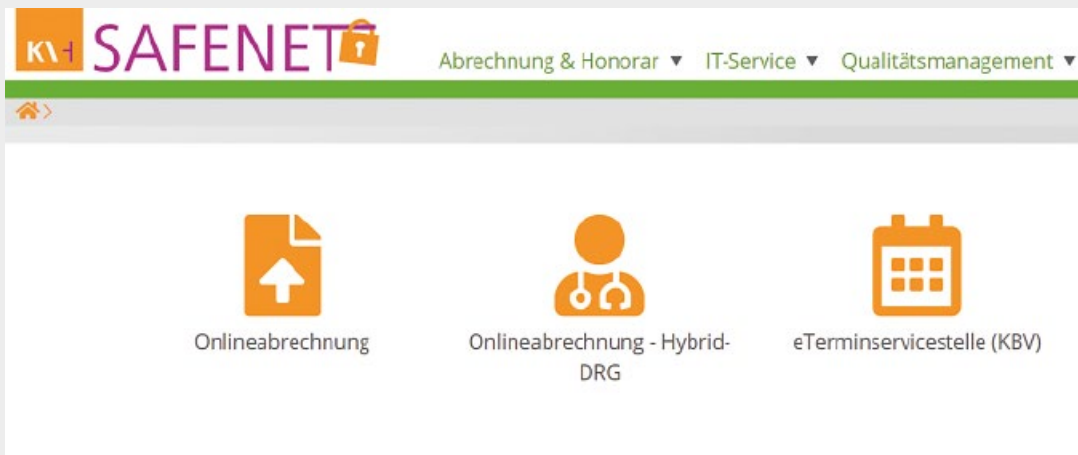 KVH SAFENET
Abrechnung & Honorar ▼ IT-Service ▼ Qualitätsmanagement ▼
Onlineabrechnung
Onlineabrechnung - Hybrid-
DRG
eTerminservicestelle (KBV)